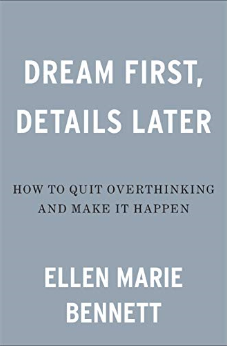 DREAM FIRST,
DETAILS LATER
HOW TO QUIT OVERTHINKING
AND MAKE IT HAPPEN
ELLEN MARIE
BENNETT